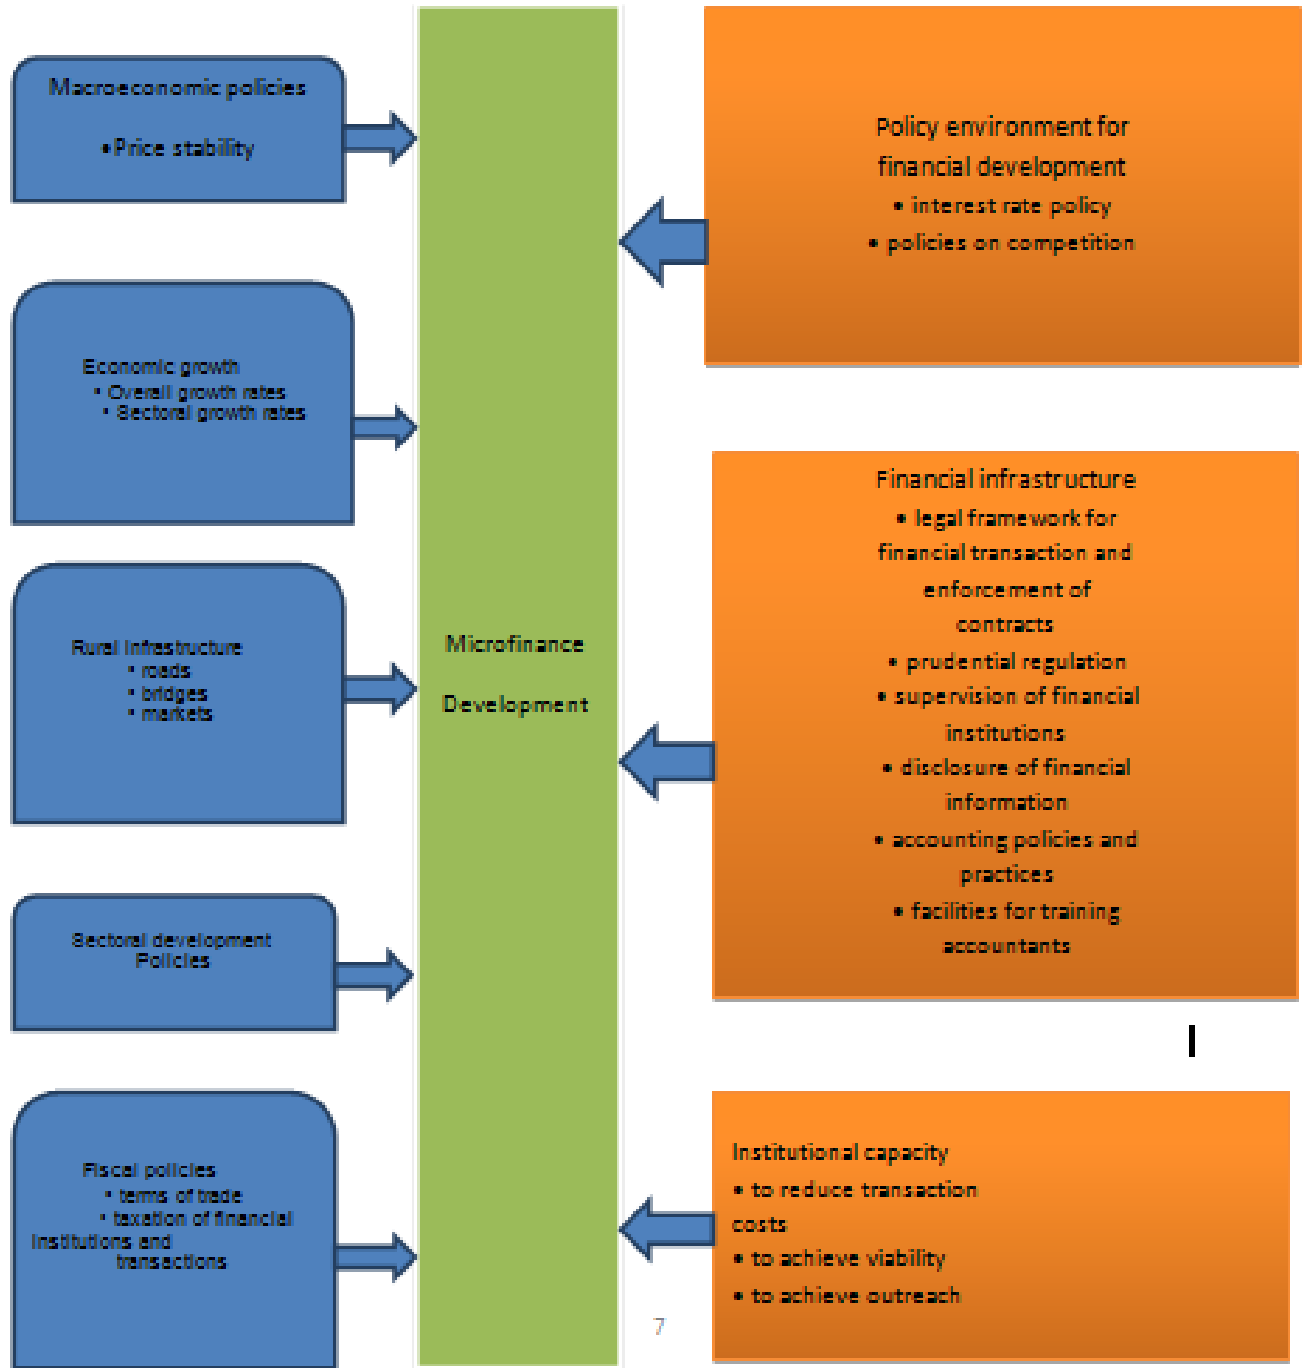 Macroeconomic policies
•Price stability
Economic growth
• Overall growth rates
• Sectoral growth rates
Rural Infrastructure
• roads
• bridges
• markets
Sectoral development
Policies
Fiscal policies
• terms of trade
• taxation of financial
Institutions and
transactions
Microfinance
Development
Policy environment for
financial development
• interest rate policy
• policies on competition
Financial infrastructure
• legal framework for
financial transaction and
enforcement of
contracts
• prudential regulation
• supervision of financial
institutions
• disclosure of financial
information
• accounting policies and
practices
• facilities for training
accountants
I
Institutional capacity
• to reduce transaction
costs
• to achieve viability
• to achieve outreach
7